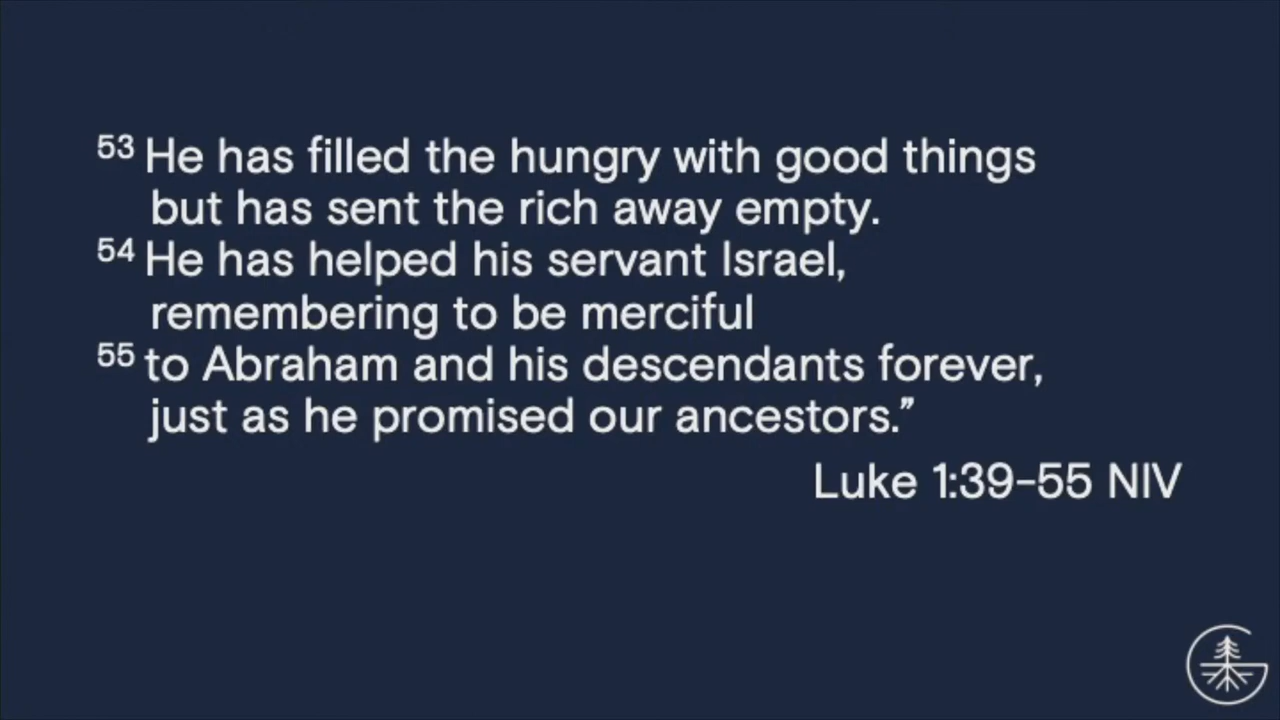 53 He has filled the hungry with good things
but has sent the rich away empty.
54 He has helped his servant Israel,
remembering to be merciful
55 to Abraham and his descendants forever,
just as he promised our ancestors.”
Luke 1:39-55 NIV